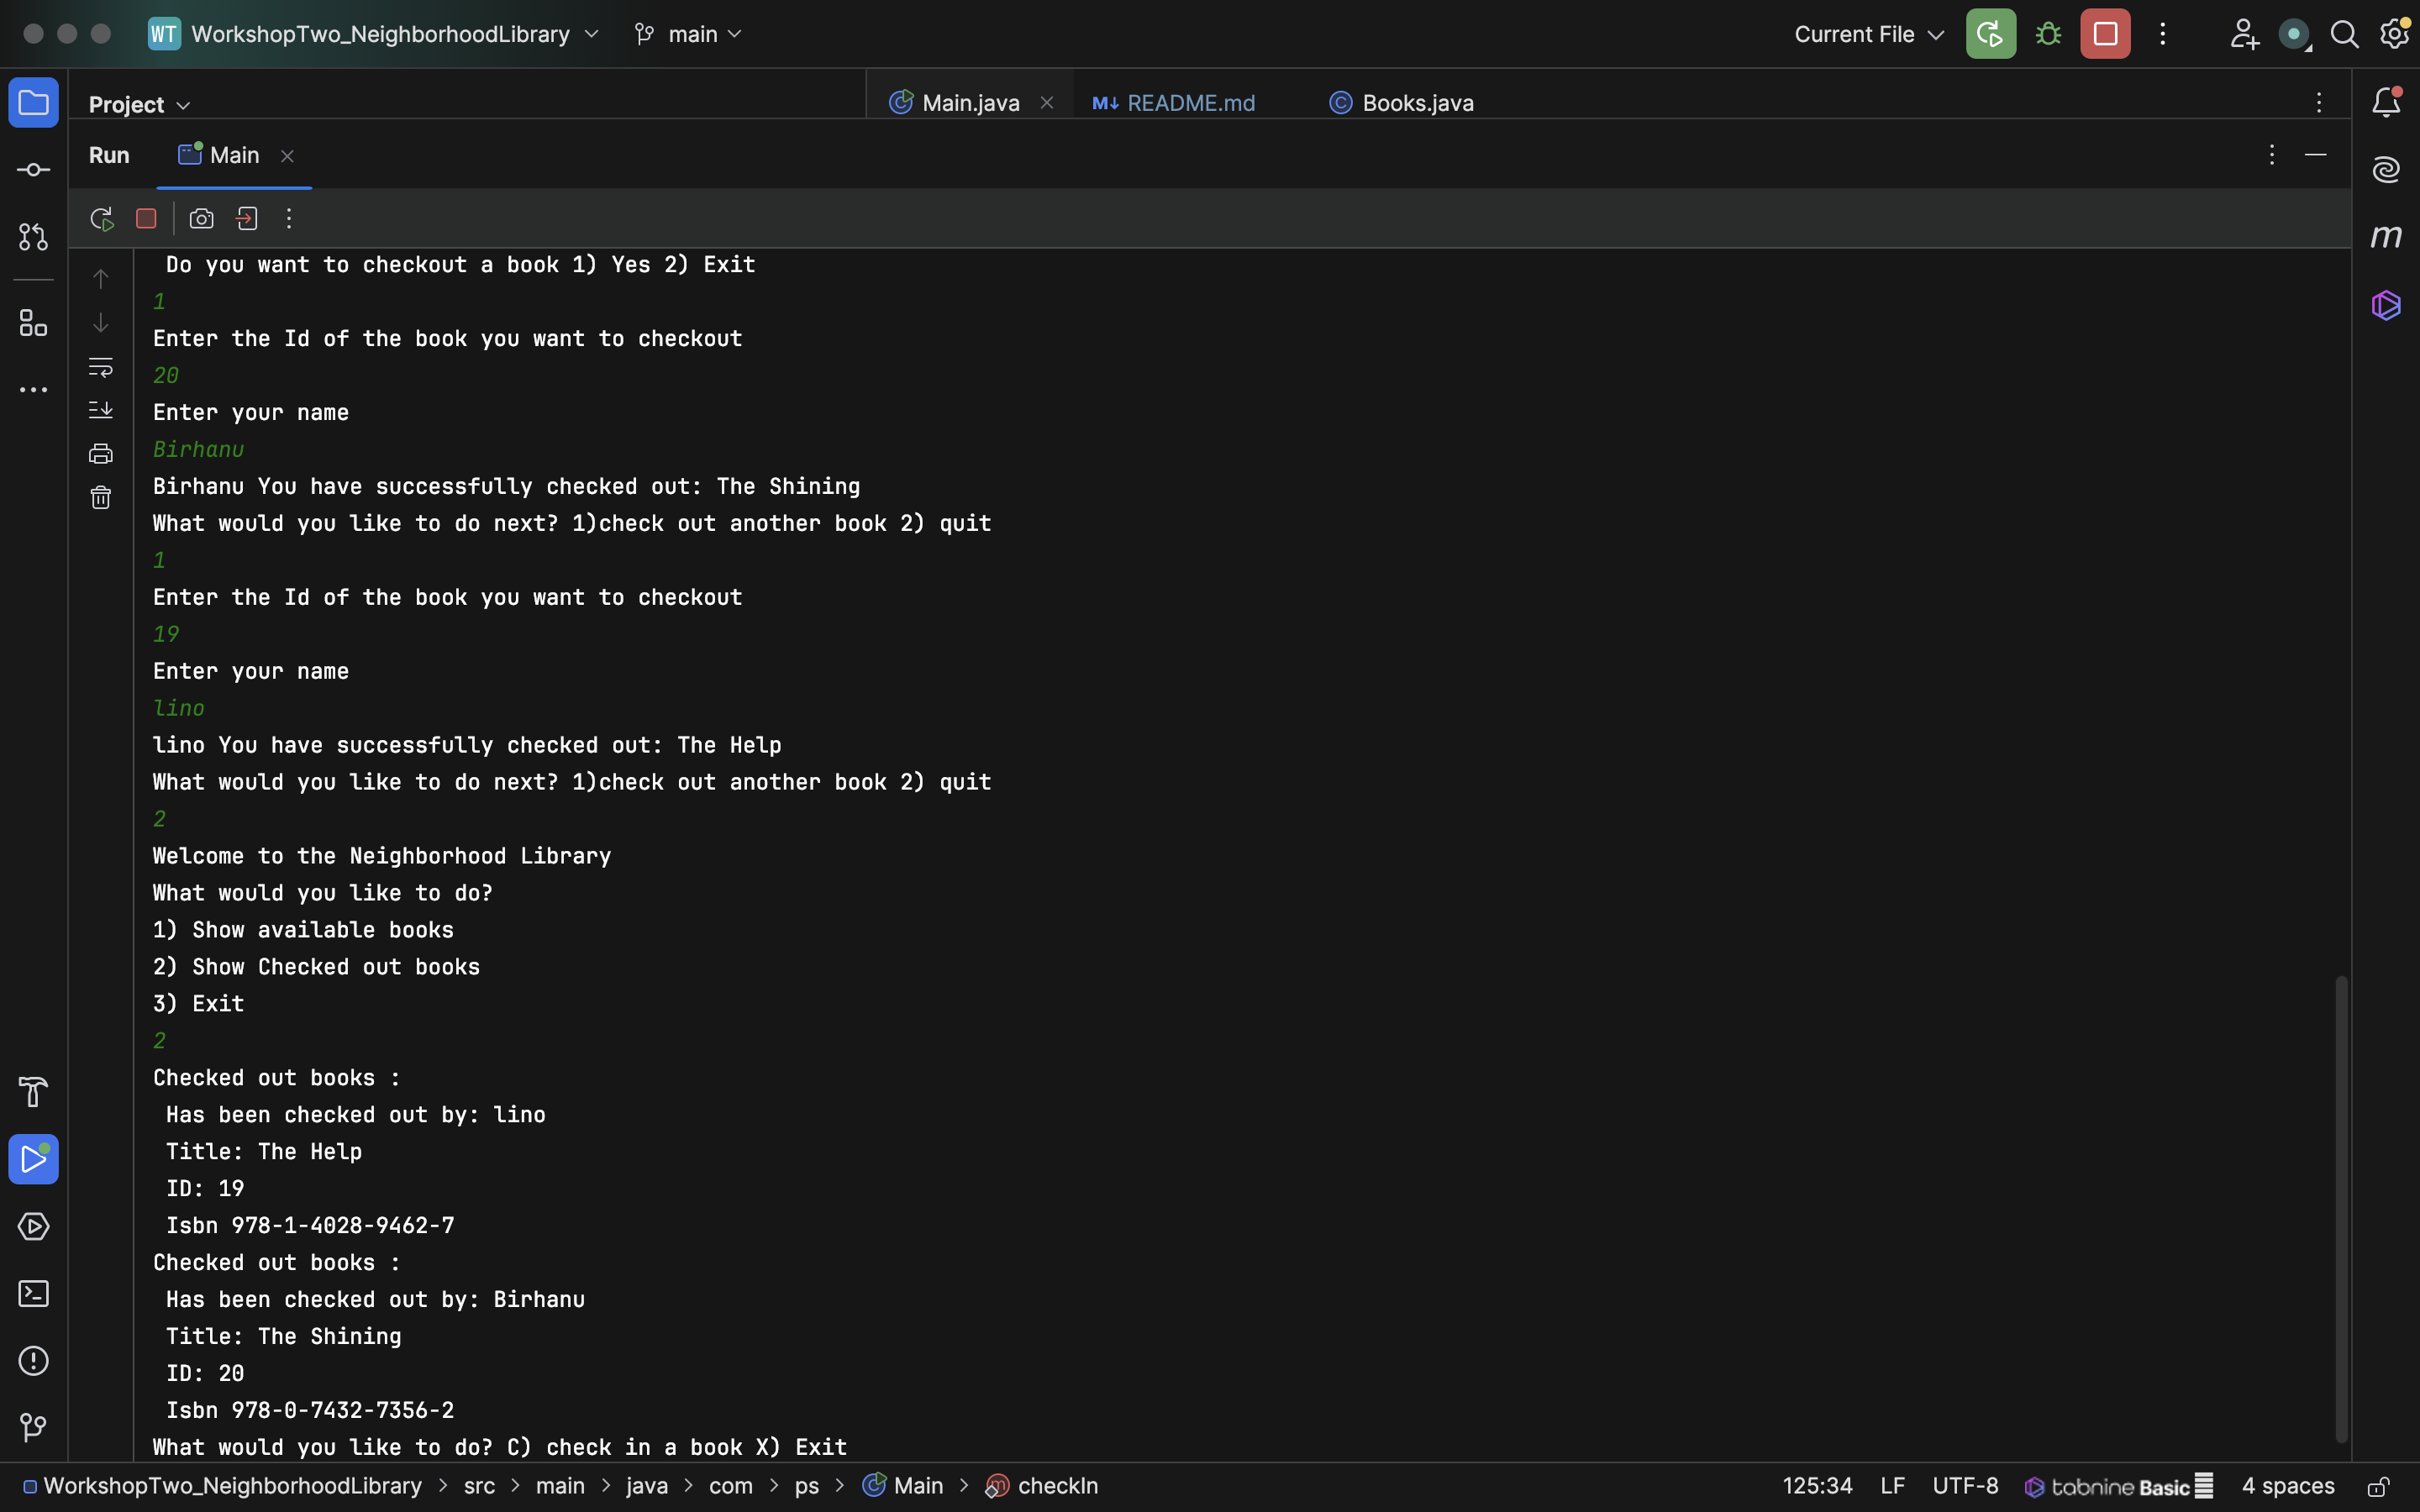 WT WorkshopTwo_NeighborhoodLibrary main Current File
Project Main.java M↓ README.md Books.java
Run Main
Do you want to checkout a book 1) Yes 2) Exit
1
Enter the Id of the book you want to checkout
20
Enter your name
Birhanu
Birhanu You have successfully checked out: The Shining
What would you like to do next? 1)check out another book 2) quit
1
Enter the Id of the book you want to checkout
19
Enter your name
lino
lino You have successfully checked out: The Help
What would you like to do next? 1)check out another book 2) quit
2
Welcome to the Neighborhood Library
What would you like to do?
1) Show available books
2) Show Checked out books
3) Exit
2
Checked out books :
Has been checked out by: lino
Title: The Help
ID: 19
Isbn 978-1-4028-9462-7
Checked out books :
Has been checked out by: Birhanu
Title: The Shining
ID: 20
Isbn 978-0-7432-7356-2
What would you like to do? C) check in a book X) Exit
WorkshopTwo_NeighborhoodLibrary > src > main > java > com > ps > Main > checkIn 125:34 LF UTF-8 tabnine Basic 4 spaces